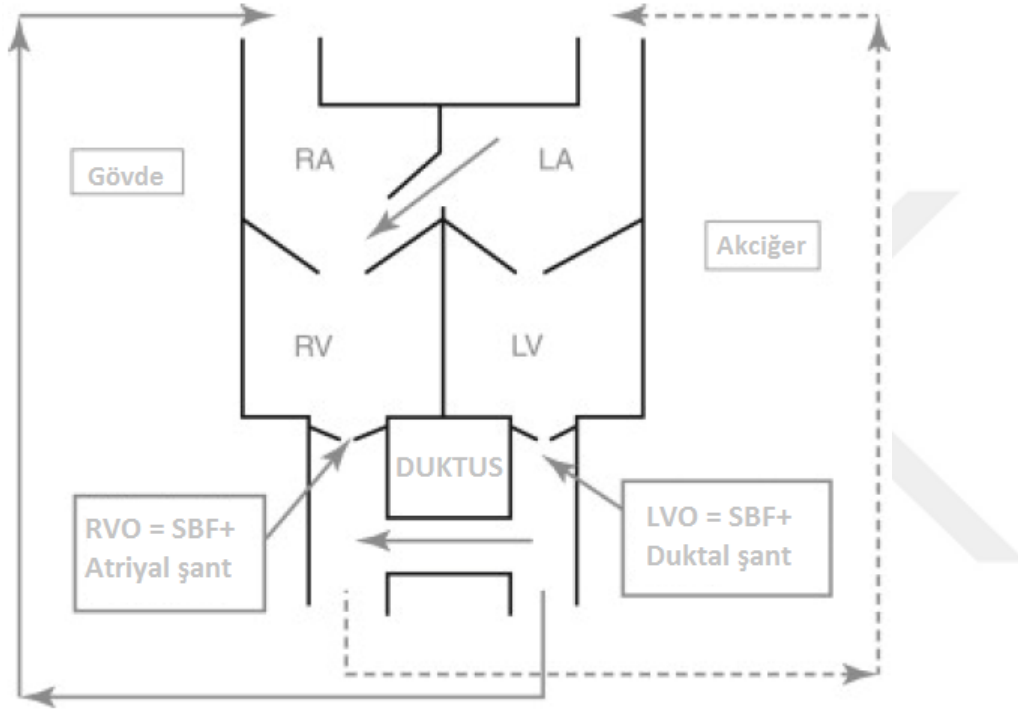 RA
LA
Gövde
Akciğer
RV
LV
DUKTUS
RVO = SBF+
Atriyal şant
LVO = SBF+
Duktal şant